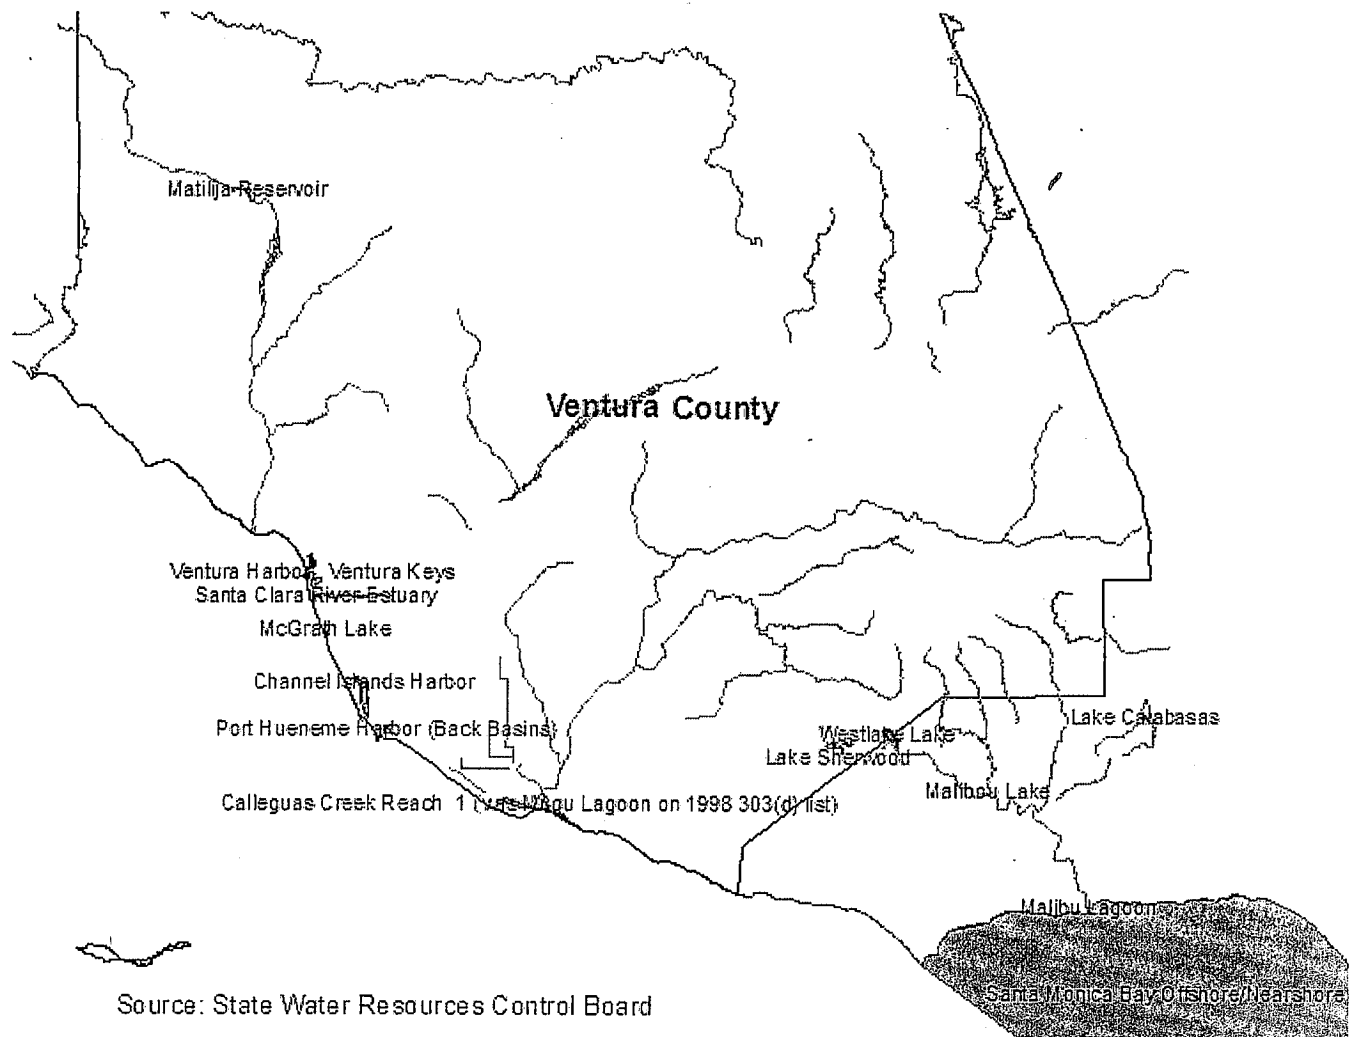 Matilija Reservoir
Ventura County
Ventura Harbor Ventura Keys
Santa Clara River Estuary
McGrath Lake
Channel Islands Harbor
Port Hueneme Harbor (Back Basins)
Lake Calabasas
Westlake Lake
Lake Sherwood
Malibou Lake
Calleguas Creek Reach 1 (was Mugu Lagoon on 1998 303(d) list)
Malibu Lagoon
Santa Monica Bay Offshore/Nearshore
Source: State Water Resources Control Board